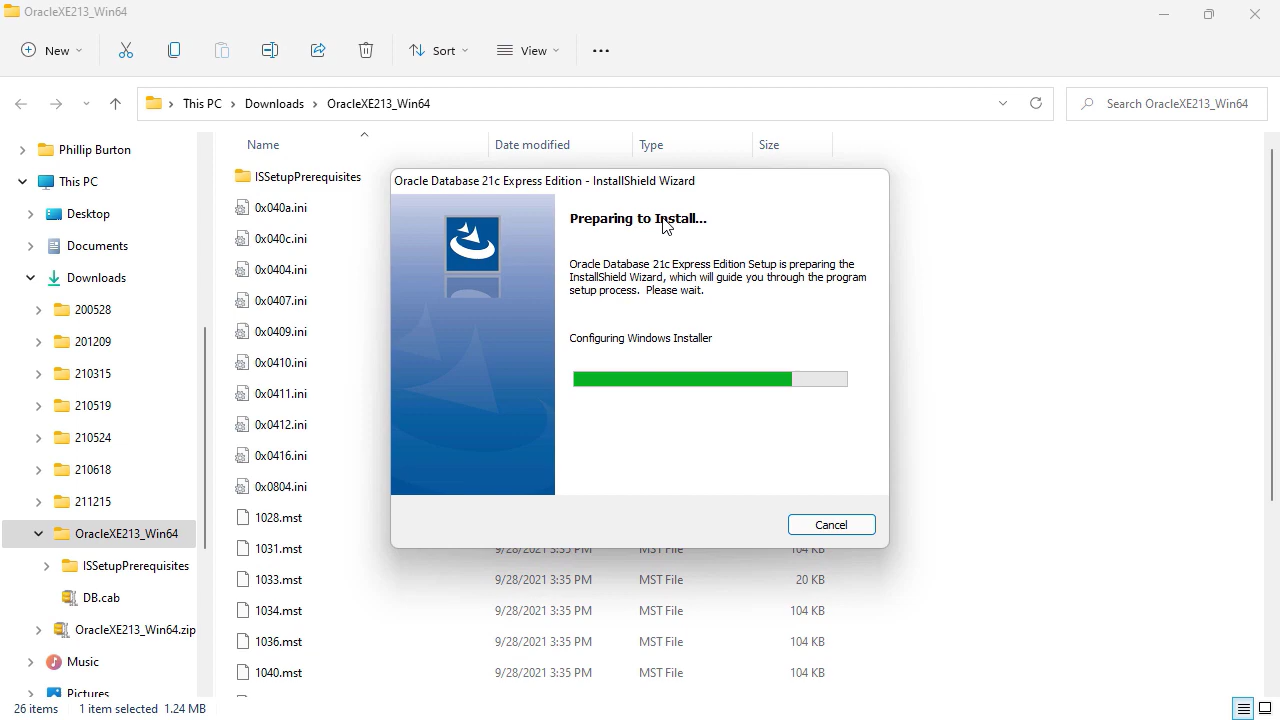 OracleXE213_Win64
New
Sort
View
This PC
Downloads
OracleXE213_Win64
Search OracleXE213_Win64
Name
Date modified
Type
Size
Phillip Burton
This PC
Desktop
Documents
Downloads
200528
201209
210315
210519
210524
210618
211215
OracleXE213_Win64
ISSetupPrerequisites
DB.cab
OracleXE213_Win64.zip
Music
Pictures
ISSetupPrerequisites
0x040a.ini
0x040c.ini
0x0404.ini
0x0407.ini
0x0409.ini
0x0410.ini
0x0411.ini
0x0412.ini
0x0416.ini
0x0804.ini
1028.mst
1031.mst 9/28/2021 3:35 PM MST File 104 KB
1033.mst 9/28/2021 3:35 PM MST File 20 KB
1034.mst 9/28/2021 3:35 PM MST File 104 KB
1036.mst 9/28/2021 3:35 PM MST File 104 KB
1040.mst 9/28/2021 3:35 PM MST File 104 KB
Oracle Database 21c Express Edition - InstallShield Wizard
Preparing to Install...
Oracle Database 21c Express Edition Setup is preparing the
InstallShield Wizard, which will guide you through the program
setup process. Please wait.
Configuring Windows Installer
Cancel
26 items 1 item selected 1.24 MB